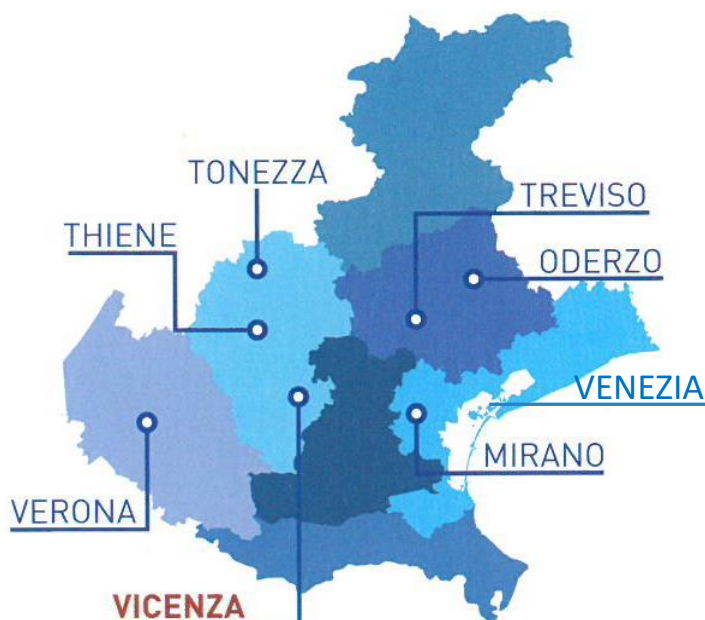 TONEZZA
TREVISO
THIENE
ODERZO
VENEZIA
MIRANO
VERONA
VICENZA